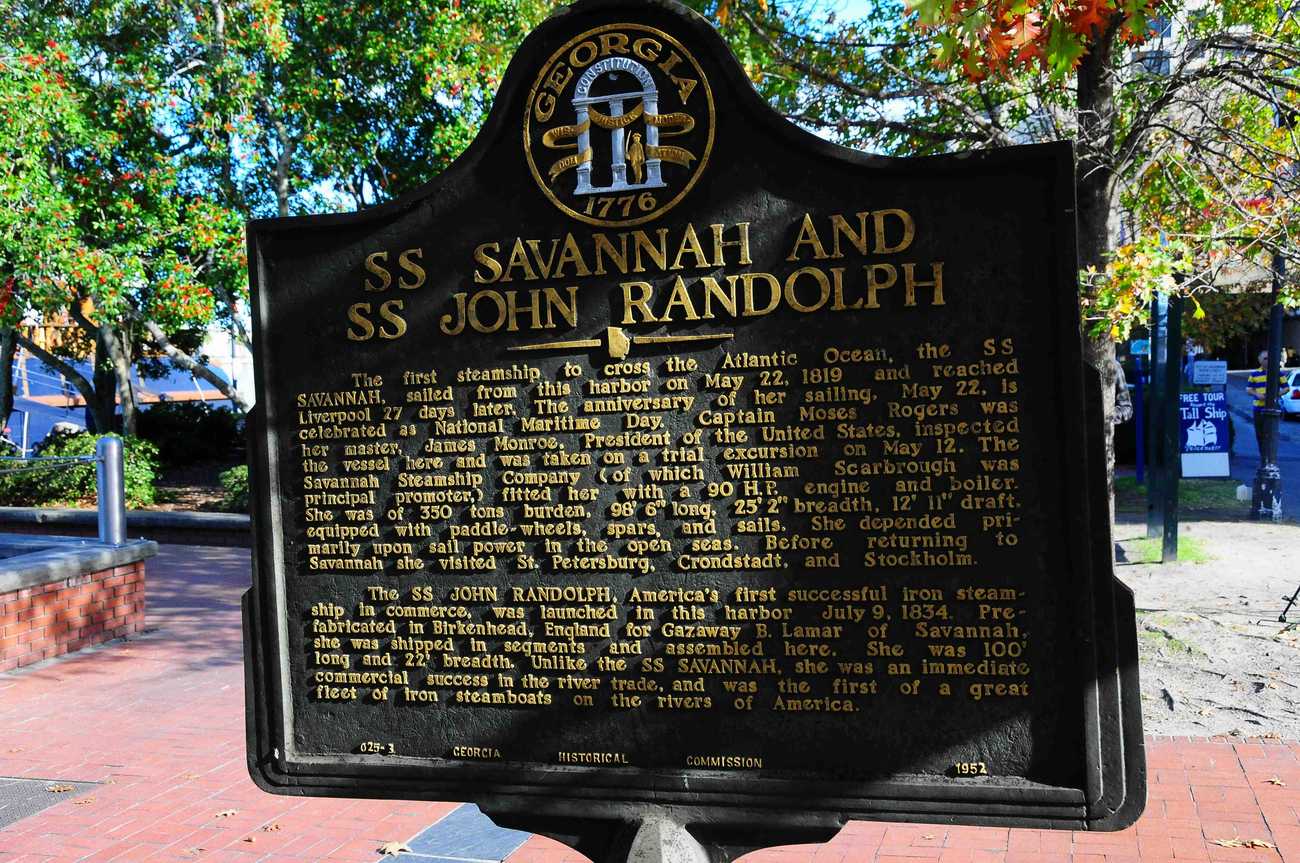 GEORGIA
CONSTITUTION
JUSTICE
1776
SS SAVANNAH AND
SS JOHN RANDOLPH
The first steamship to cross the Atlantic Ocean, the SS
SAVANNAH, sailed from this harbor on May 22, 1819 and reached
Liverpool 27 days later. The anniversary of her sailing, May 22, is
celebrated as National Maritime Day. Captain Moses Rogers was
her master, James Monroe, President of the United States, inspected
the vessel here and was taken on a trial excursion on May 12. The
Savannah Steamship Company (of which William Scarbrough was
principal promoter,) fitted her with a 90 H.P. engine and boiler.
She was of 350 tons burden, 98' 6" long, 25' 2" breadth, 12' 11" draft.
equipped with paddle-wheels, spars, and sails. She depended pri-
marily upon sail power in the open seas. Before returning to
Savannah she visited St. Petersburg, Crondstadt, and Stockholm.
The SS JOHN RANDOLPH, America's first successful iron steam-
ship in commerce, was launched in this harbor July 9, 1834. Pre-
fabricated in Birkenhead, England for Gazaway B. Lamar of Savannah,
she was shipped in segments and assembled here. She was 100'
long and 22' breadth. Unlike the SS SAVANNAH, she was an immediate
commercial success in the river trade, and was the first of a great
fleet of iron steamboats on the rivers of America.
025-3 GEORGIA HISTORICAL COMMISSION 1952
FREE TOUR
Tall Ship